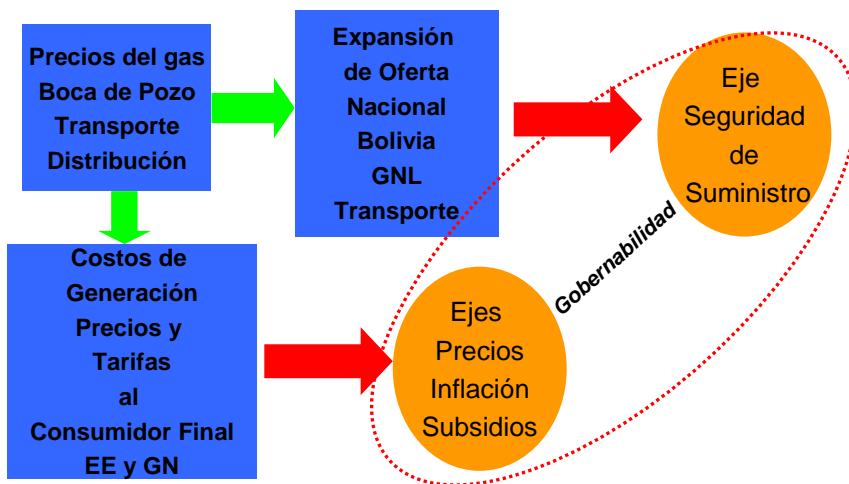 Precios del gas
Boca de Pozo
Transporte
Distribución
Expansión
de Oferta
Nacional
Bolivia
GNL
Transporte
Eje
Seguridad
de
Suministro
Gobernabilidad
Costos de
Generación
Precios y
Tarifas
al
Consumidor Final
EE y GN
Ejes
Precios
Inflación
Subsidios